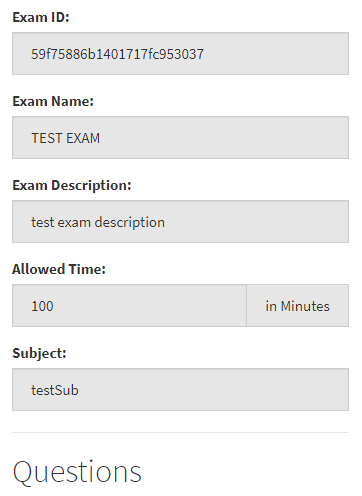 Exam ID:
59f75886b1401717fc953037
Exam Name:
TEST EXAM
Exam Description:
test exam description
Allowed Time:
100 in Minutes
Subject:
testSub
Questions